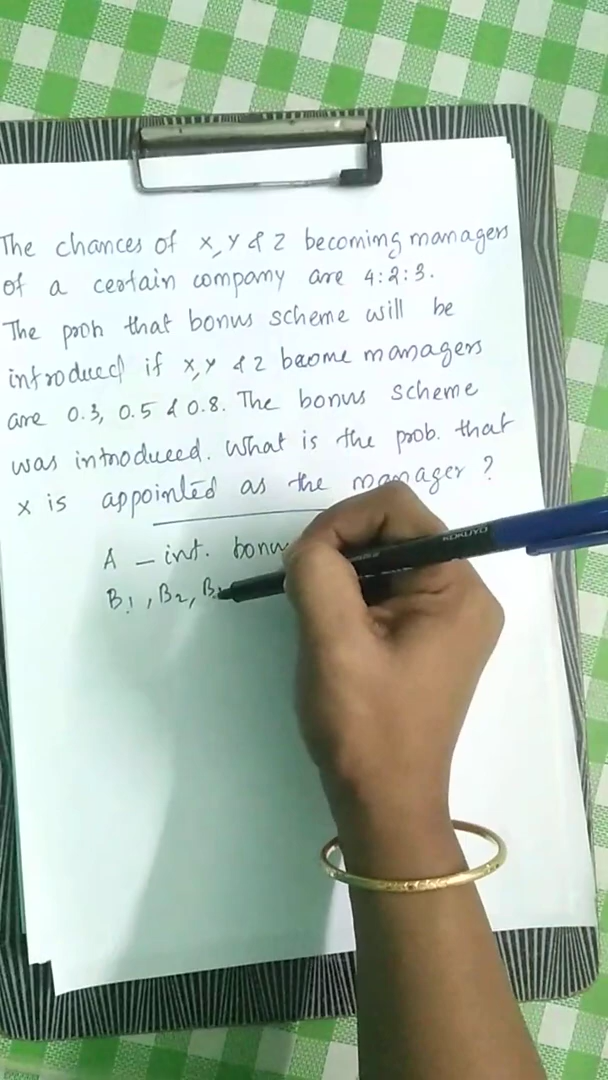 The chances of x, y & z becoming managers
of a certain company are 4:2:3.
The prob that bonus scheme will be
introduced if x, y & z become managers
are 0.3, 0.5 & 0.8. The bonus scheme
was introduced. What is the prob. that
x is appointed as the manager?
A - int. bonu
B1, B2, B